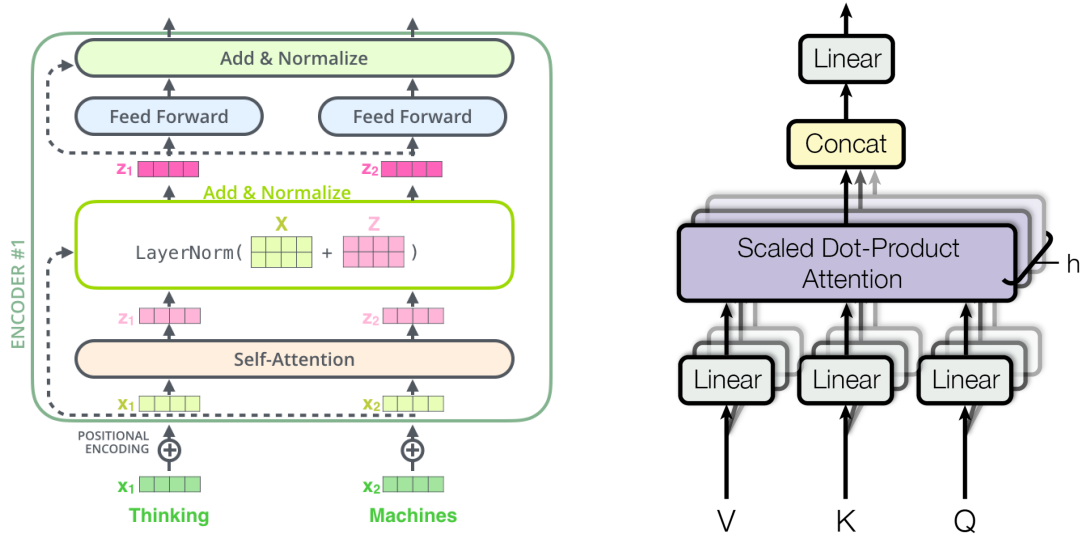 Add & Normalize
Feed Forward
Feed Forward
z₁
z₂
Add & Normalize
X
Z
LayerNorm( + )
z₁
z₂
Self-Attention
x₁
x₂
ENCODER #1
POSITIONAL
ENCODING
x₁
x₂
Thinking
Machines
Linear
Concat
Scaled Dot-Product
Attention
h
Linear
Linear
Linear
V
K
Q